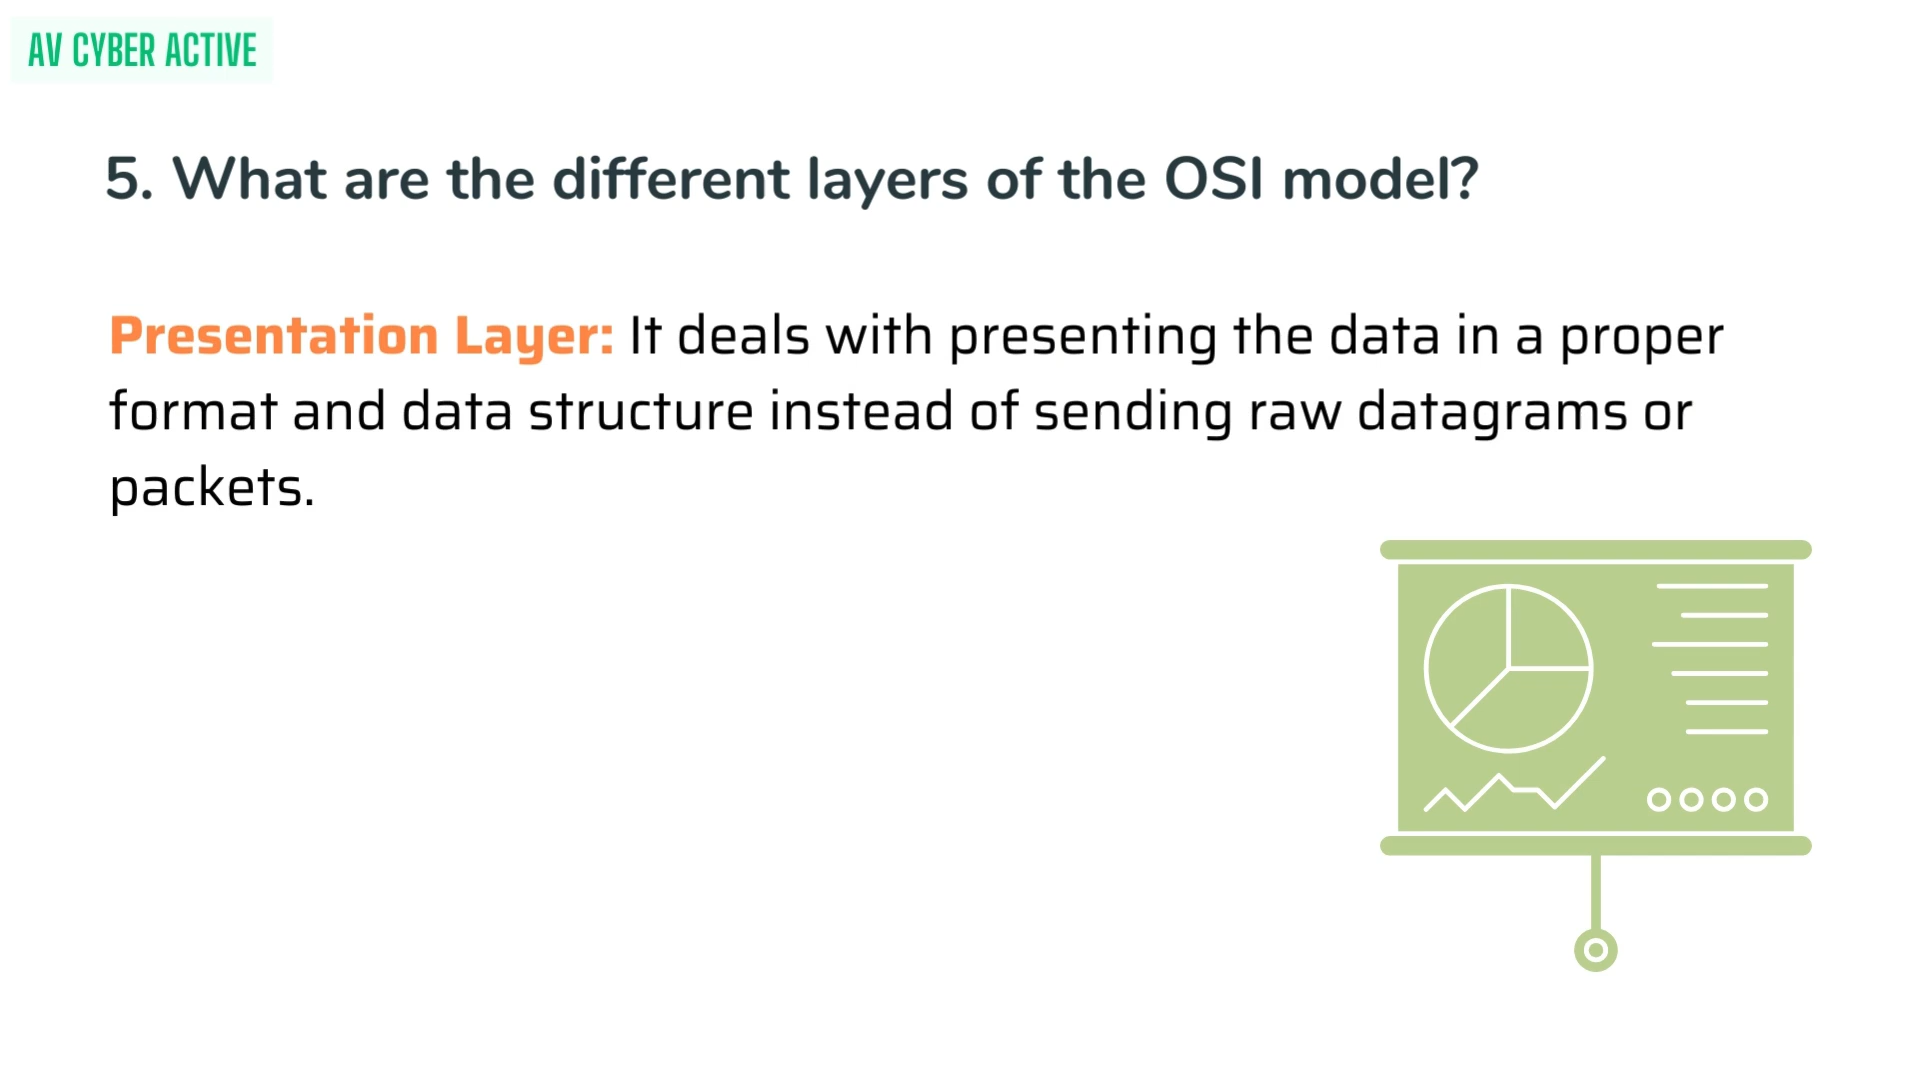 AV CYBER ACTIVE
5. What are the different layers of the OSI model?
Presentation Layer: It deals with presenting the data in a proper
format and data structure instead of sending raw datagrams or
packets.